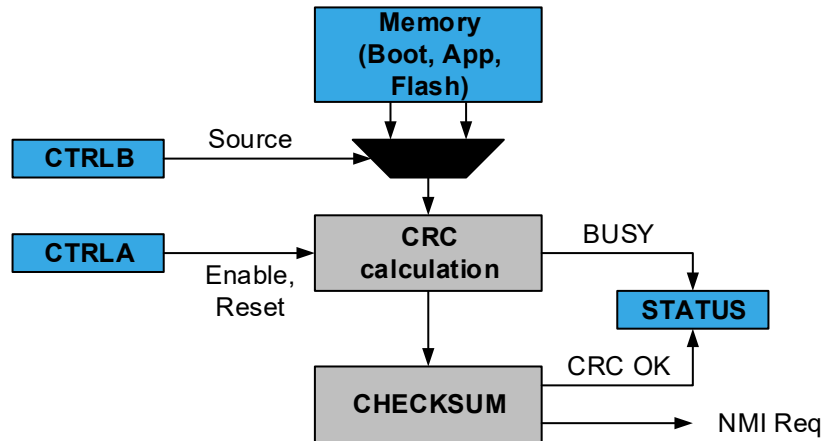 Memory
(Boot, App,
Flash)
Source
CTRLB
CRC
calculation
BUSY
CTRLA
Enable,
Reset
STATUS
CRC OK
CHECKSUM
NMI Req